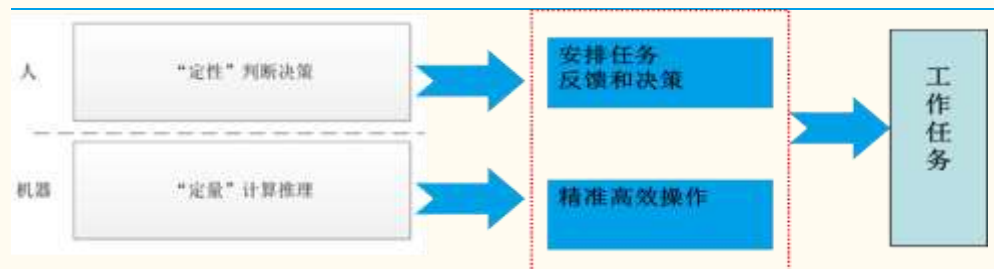 人
“定性”判断决策
安排任务
反馈和决策
工作任务
机器
“定量”计算推理
精准高效操作